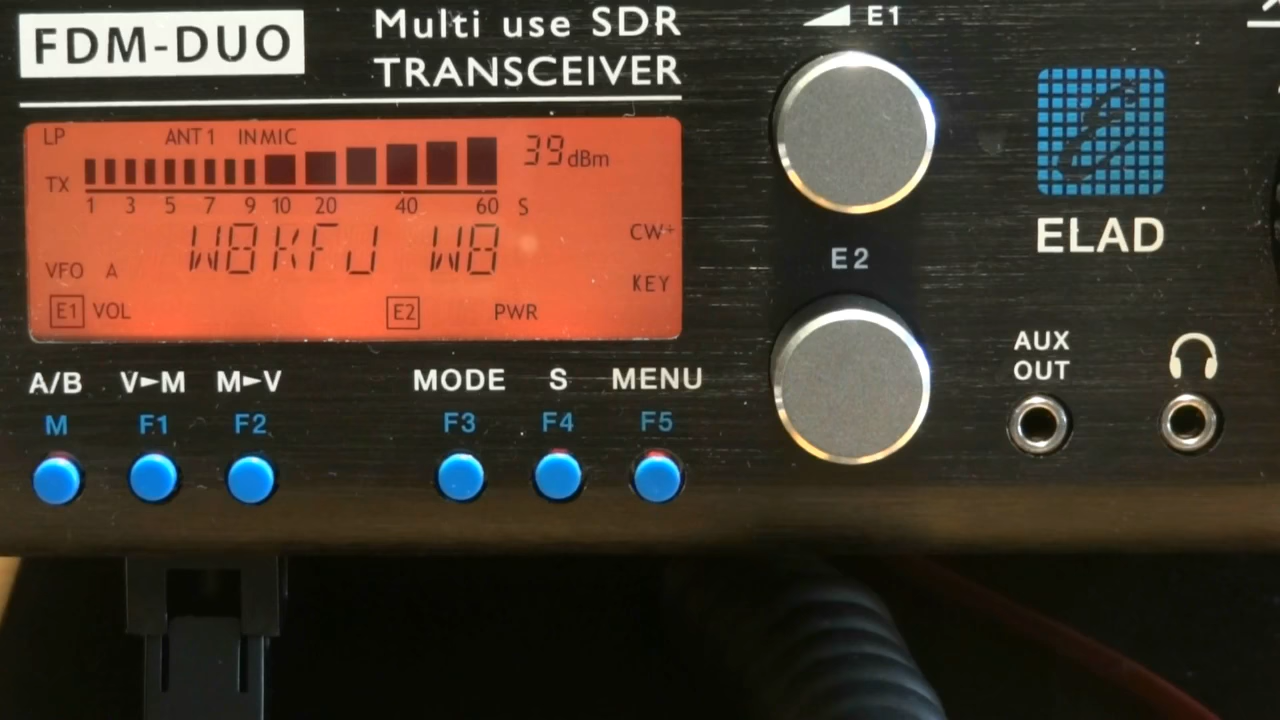 FDM-DUO
Multi use SDR
TRANSCEIVER
E1
LP ANT 1 IN MIC
39 dBm
TX
1 3 5 7 9 10 20 40 60 S
W8KFJ W8
CW+
VFO A
KEY
E1 VOL E2 PWR
E2
ELAD
AUX
OUT
A/B V►M M►V MODE S MENU
M F1 F2 F3 F4 F5